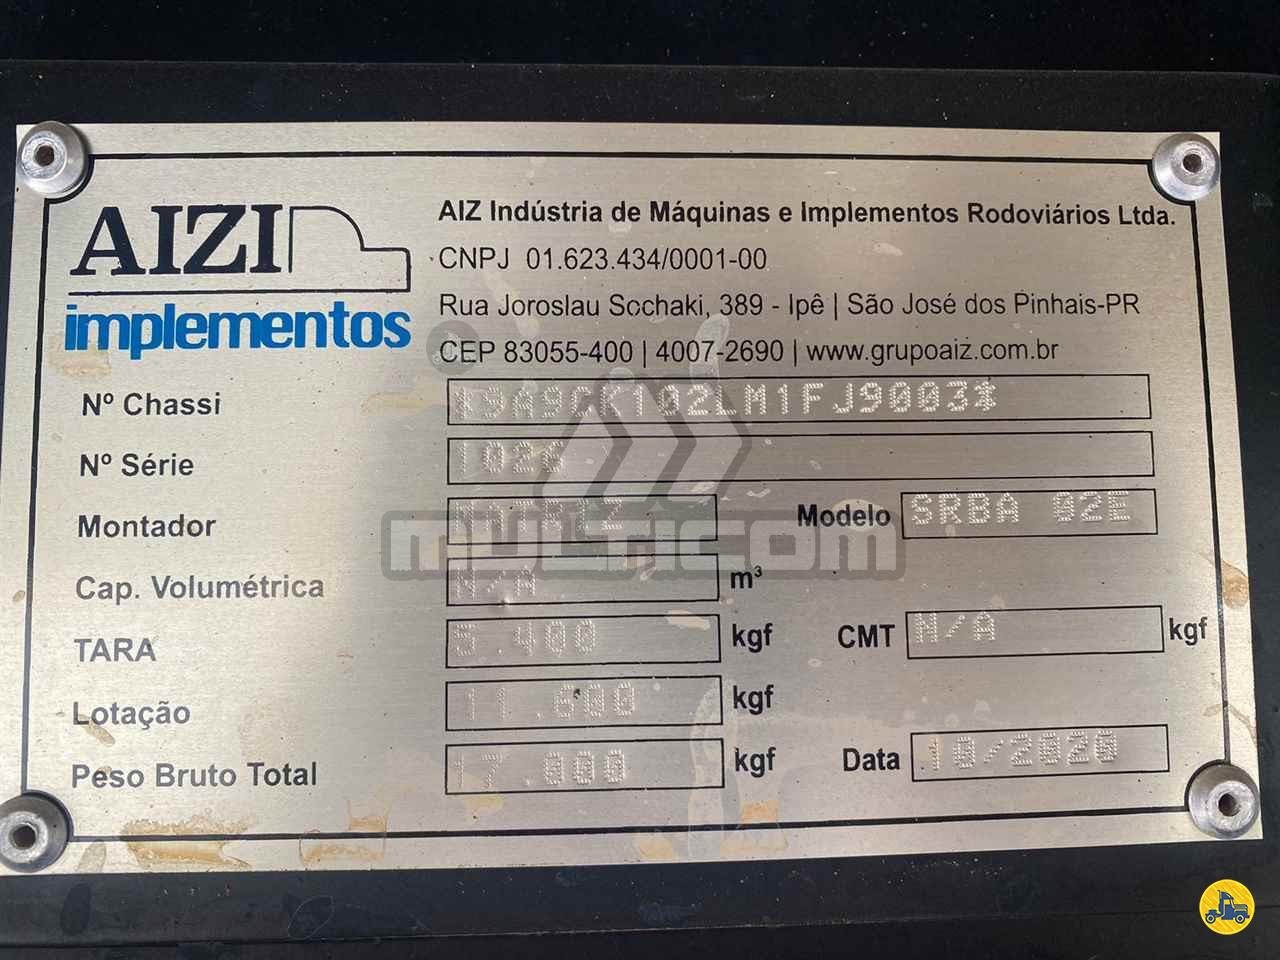 AIZI
implementos
AIZ Indústria de Máquinas e Implementos Rodoviários Ltda.
CNPJ 01.623.434/0001-00
Rua Joroslau Sochaki, 389 - Ipê | São José dos Pinhais-PR
CEP 83055-400 | 4007-2690 | www.grupoaiz.com.br
Nº Chassi *9A9CK102LM1FJ9003*
Nº Série 1026
Montador Modelo SRBA 02E
Cap. Volumétrica N/A m³
TARA 5.400 kgf CMT N/A kgf
Lotação 11.600 kgf
Peso Bruto Total 17.000 kgf Data 10/2020
MULTICOM